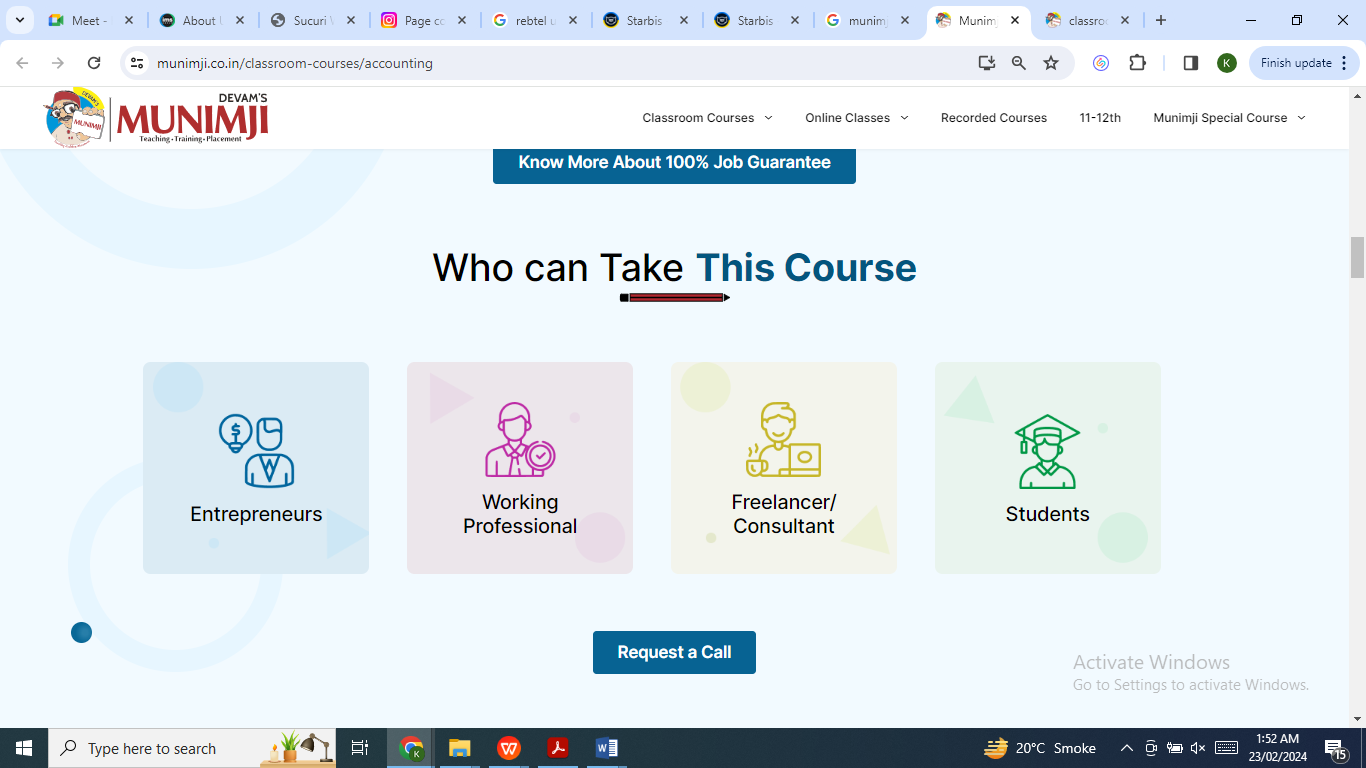 Meet -
About U
Sucuri W
Page co
rebtel u
Starbis
Starbis
munim
Munimj
classroo
munimji.co.in/classroom-courses/accounting
K
Finish update
DEVAM'S
MUNIMJI
Teaching • Training • Placement
DEVAM'S
MUNIMJI
Classroom Courses
Online Classes
Recorded Courses
11-12th
Munimji Special Course
Know More About 100% Job Guarantee
Who can Take This Course
Entrepreneurs
Working
Professional
Freelancer/
Consultant
Students
Request a Call
Activate Windows
Go to Settings to activate Windows.
Type here to search
K
20°C Smoke
1:52 AM
23/02/2024
15